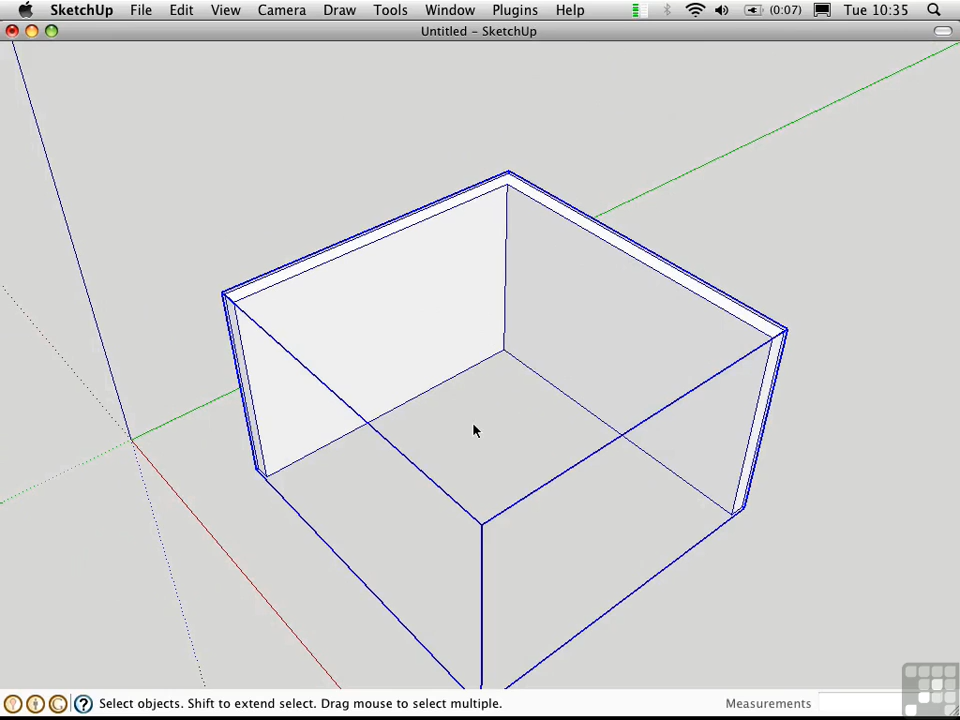 SketchUp File Edit View Camera Draw Tools Window Plugins Help (0:07) Tue 10:35
Untitled – SketchUp
Select objects. Shift to extend select. Drag mouse to select multiple. Measurements